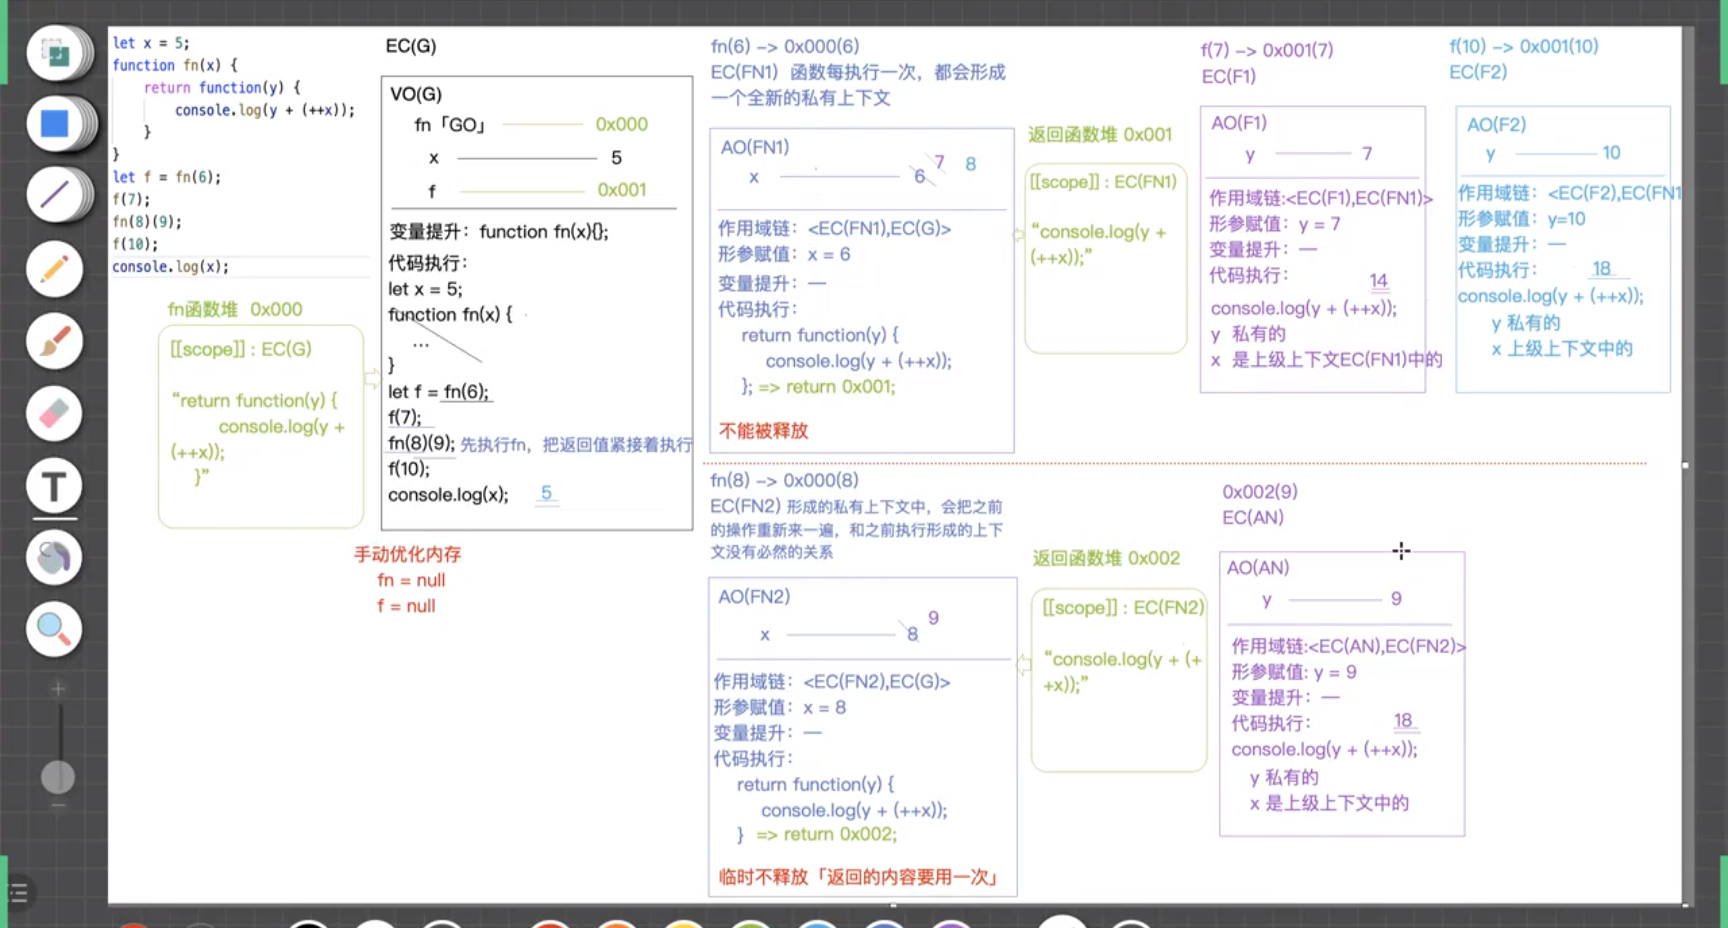 let x = 5;
function fn(x) {
    return function(y) {
        console.log(y + (++x));
    }
}
let f = fn(6);
f(7);
fn(8)(9);
f(10);
console.log(x);
fn函数堆 0x000
[[scope]] : EC(G)
“return function(y) {
console.log(y +
(++x));
}”
EC(G)
VO(G)
fn「GO」 0x000
x 5
f 0x001
变量提升：function fn(x){};
代码执行：
let x = 5;
function fn(x) {
...
}
let f = fn(6);
f(7);
fn(8)(9); 先执行fn，把返回值紧接着执行
f(10);
console.log(x); 5
手动优化内存
fn = null
f = null
fn(6) -> 0x000(6)
EC(FN1) 函数每执行一次，都会形成
一个全新的私有上下文
AO(FN1)
x 6 7 8
作用域链：<EC(FN1),EC(G)>
形参赋值：x = 6
变量提升：—
代码执行：
return function(y) {
console.log(y + (++x));
}; => return 0x001;
不能被释放
返回函数堆 0x001
[[scope]] : EC(FN1)
“console.log(y +
(++x));”
f(7) -> 0x001(7)
EC(F1)
AO(F1)
y 7
作用域链:<EC(F1),EC(FN1)>
形参赋值：y = 7
变量提升：—
代码执行：
14
console.log(y + (++x));
y 私有的
x 是上级上下文EC(FN1)中的
f(10) -> 0x001(10)
EC(F2)
AO(F2)
y 10
作用域链：<EC(F2),EC(FN1
形参赋值：y=10
变量提升：—
代码执行： 18
console.log(y + (++x));
y 私有的
x 上级上下文中的
fn(8) -> 0x000(8)
EC(FN2) 形成的私有上下文中，会把之前
的操作重新来一遍，和之前执行形成的上下
文没有必然的关系
AO(FN2)
x 8 9
作用域链：<EC(FN2),EC(G)>
形参赋值：x = 8
变量提升：—
代码执行：
return function(y) {
console.log(y + (++x));
} => return 0x002;
临时不释放「返回的内容要用一次」
返回函数堆 0x002
[[scope]] : EC(FN2)
“console.log(y + (+
+x));”
0x002(9)
EC(AN)
AO(AN)
y 9
作用域链:<EC(AN),EC(FN2)>
形参赋值: y = 9
变量提升：—
代码执行： 18
console.log(y + (++x));
y 私有的
x 是上级上下文中的